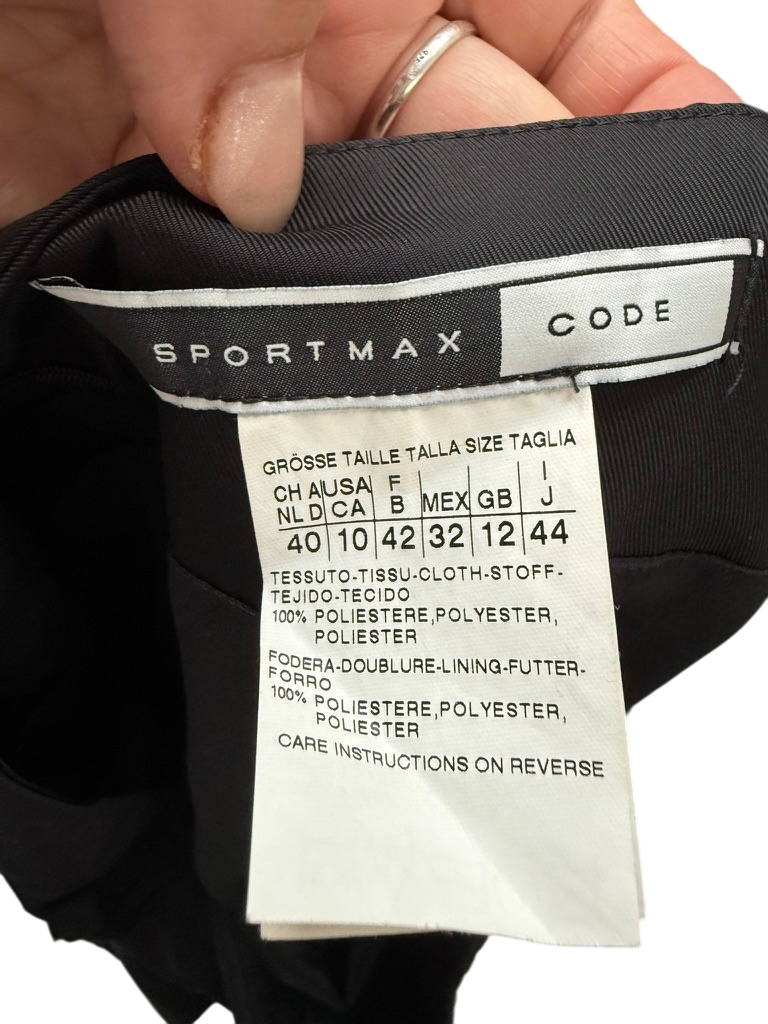 SPORTMAX CODE
GRÖSSE TAILLE TALLA SIZE TAGLIA
CH A USA F MEX GB I
NL D CA B J
40 10 42 32 12 44
TESSUTO-TISSU-CLOTH-STOFF-
TEJIDO-TECIDO
100% POLIESTERE,POLYESTER,
POLIESTER
FODERA-DOUBLURE-LINING-FUTTER-
FORRO
100% POLIESTERE,POLYESTER,
POLIESTER
CARE INSTRUCTIONS ON REVERSE